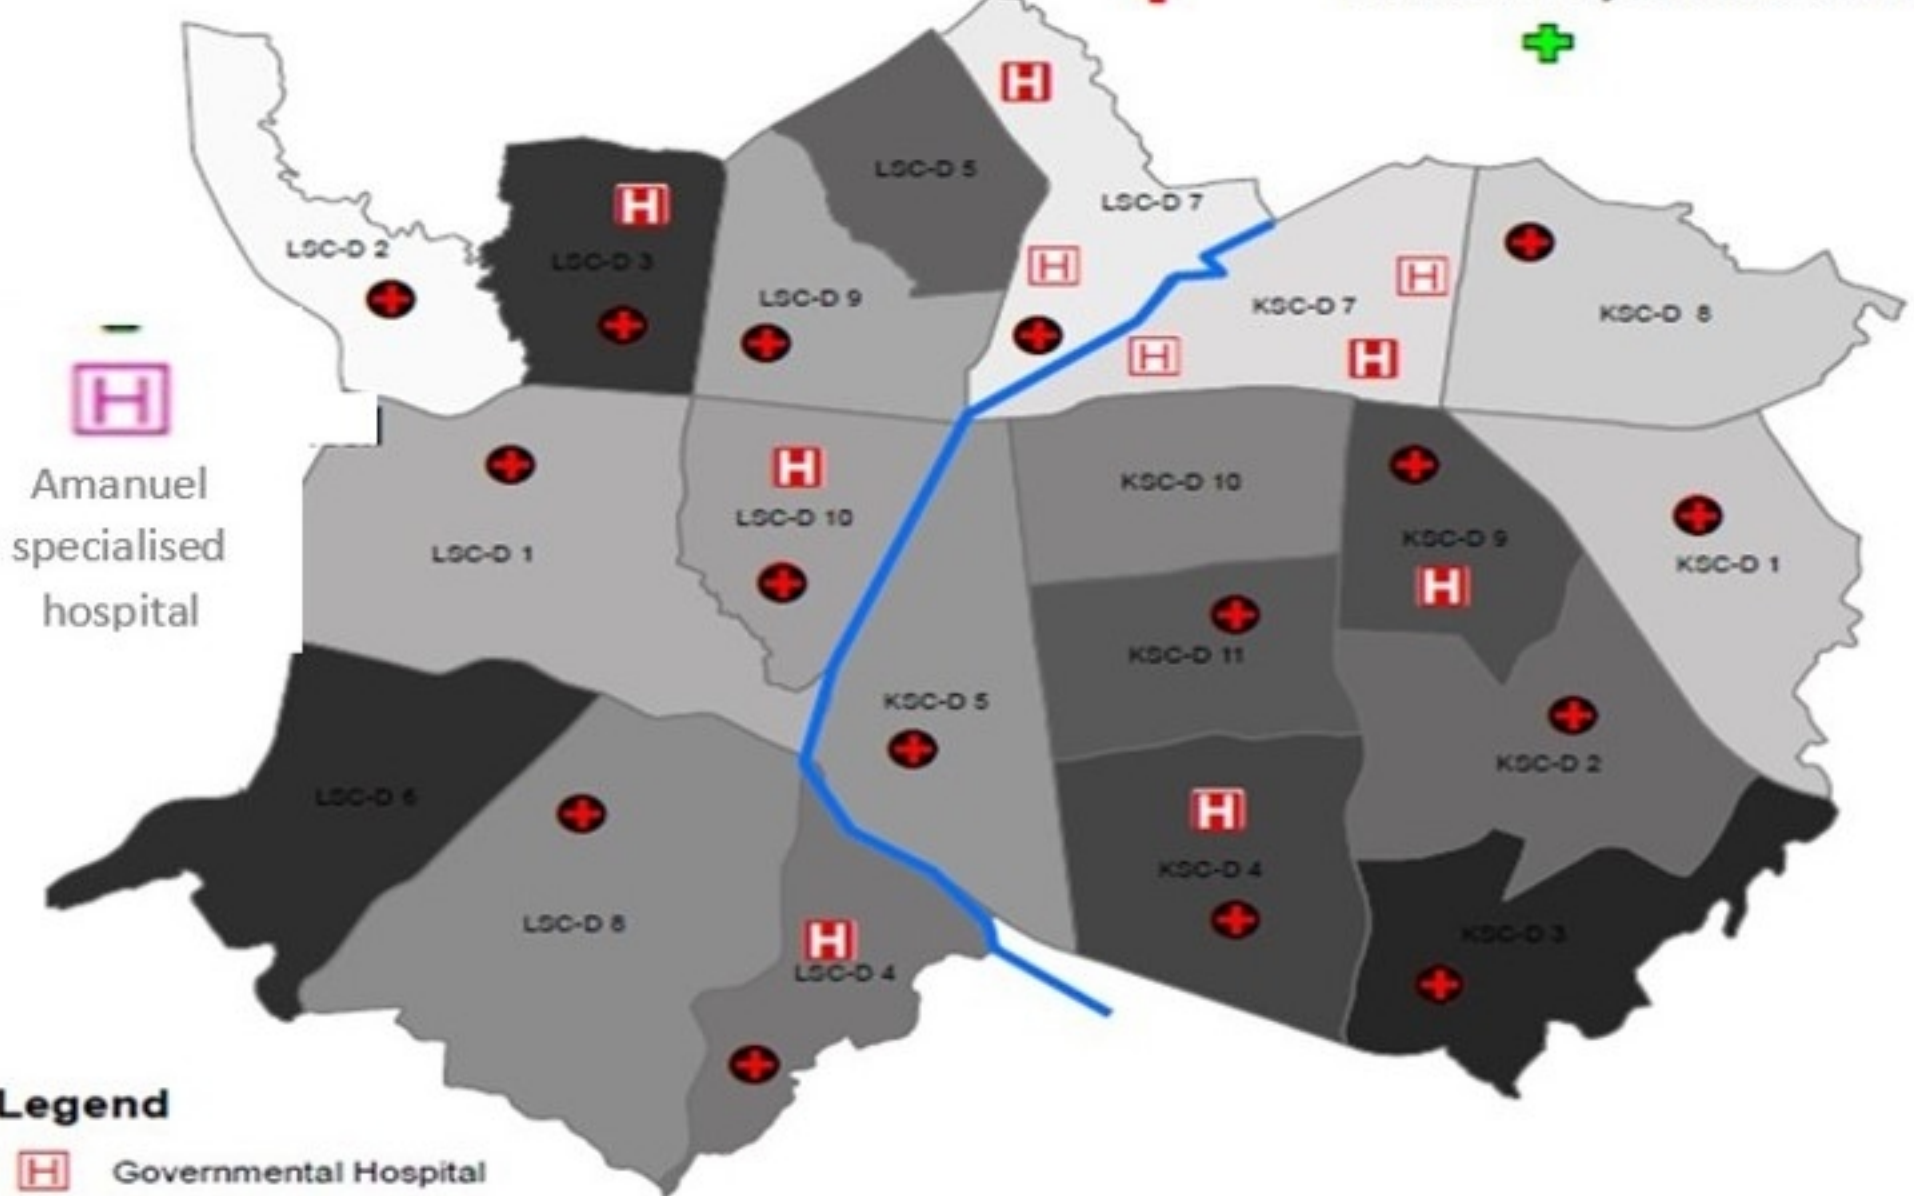 H
LSC-D 5
H
LSC-D 7
LSC-D 2
LSC-D 3
H
H
LSC-D 9
KSC-D 7
H
KSC-D 8
H
H
H
Amanuel
specialised
hospital
LSC-D 1
H
LSC-D 10
KSC-D 10
KSC-D 9
H
KSC-D 1
KSC-D 11
KSC-D 5
KSC-D 2
LSC-D 6
H
KSC-D 4
LSC-D 8
H
LSC-D 4
KSC-D 3
Legend
H Governmental Hospital